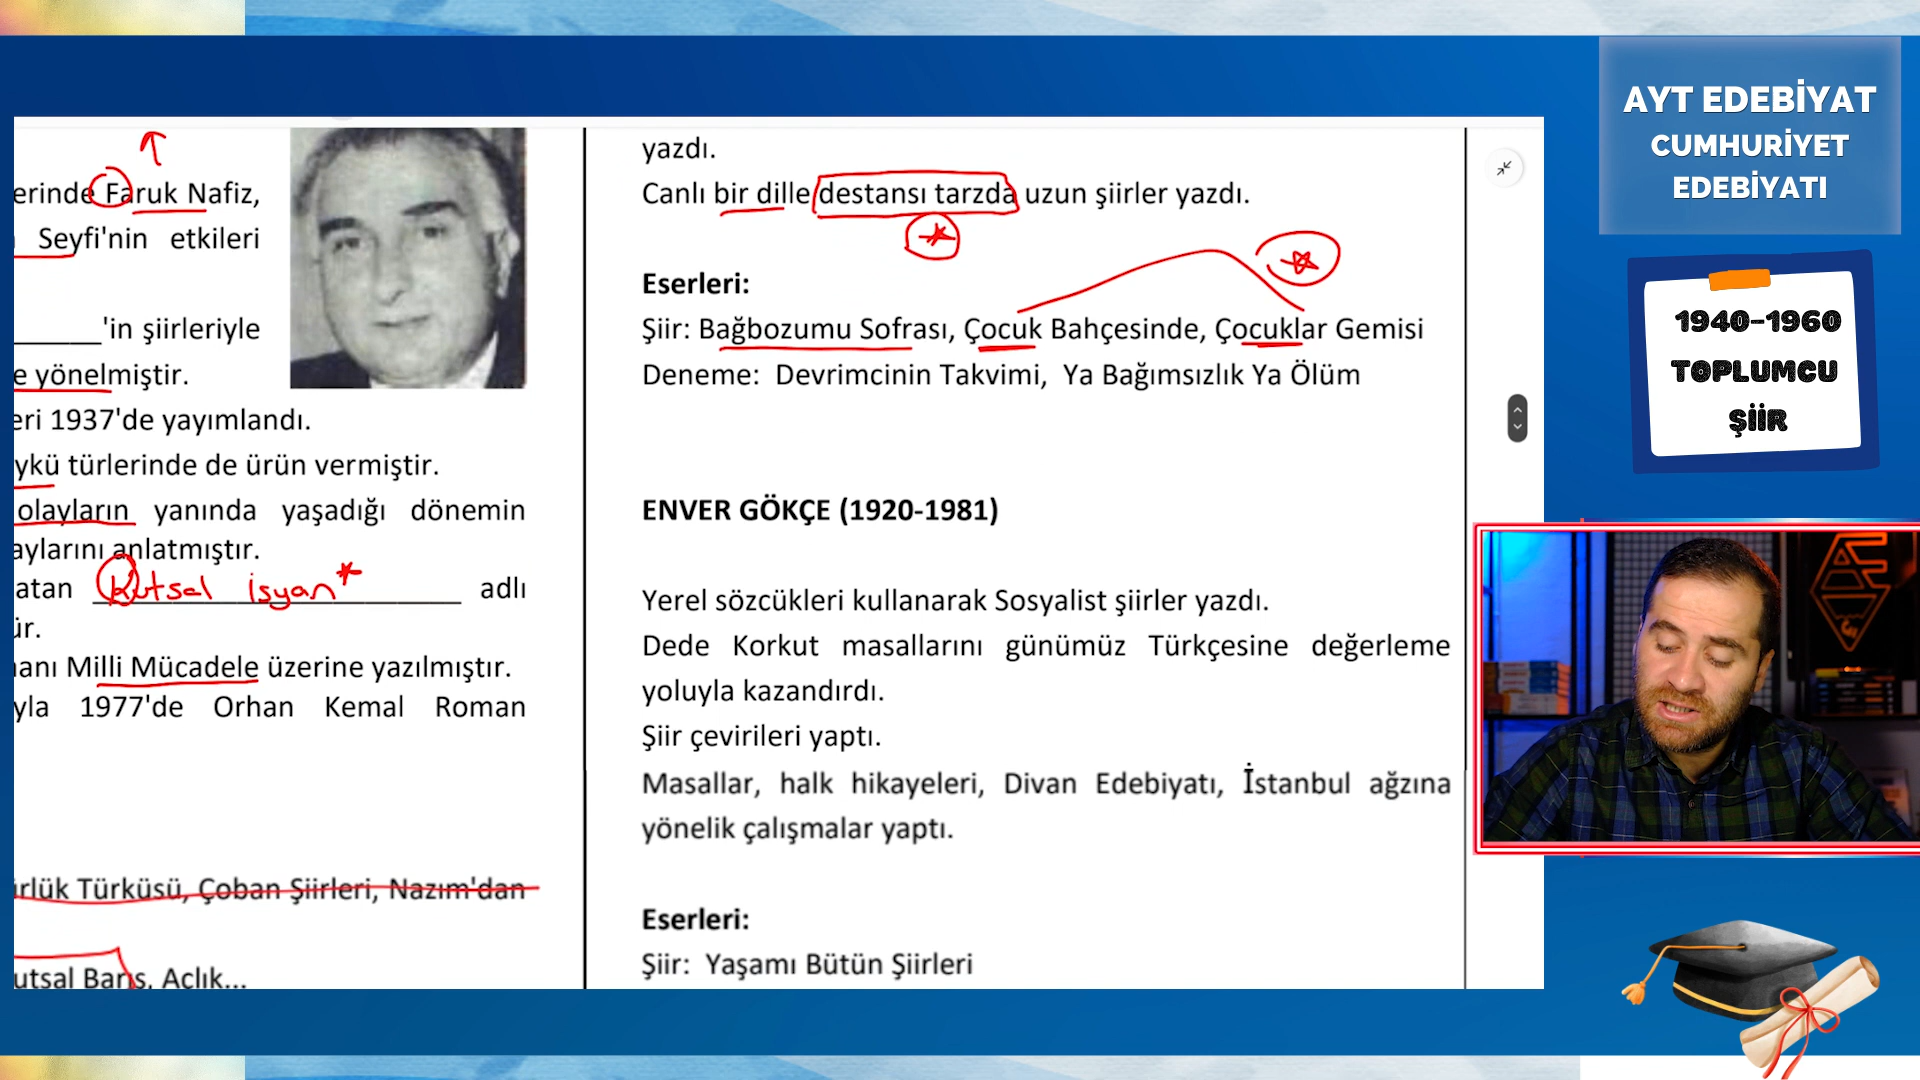 erinde Faruk Nafiz,
Seyfi'nin etkileri
______'in şiirleriyle
e yönelmiştir.
eri 1937'de yayımlandı.
ykü türlerinde de ürün vermiştir.
olayların yanında yaşadığı dönemin
aylarını anlatmıştır.
atan Kutsal İsyan* adlı
ür.
anı Milli Mücadele üzerine yazılmıştır.
yla 1977'de Orhan Kemal Roman
rlük Türküsü, Çoban Şiirleri, Nazım'dan
utsal Barış, Açlık...
yazdı.
Canlı bir dille destansı tarzda uzun şiirler yazdı.
Eserleri:
Şiir: Bağbozumu Sofrası, Çocuk Bahçesinde, Çocuklar Gemisi
Deneme: Devrimcinin Takvimi, Ya Bağımsızlık Ya Ölüm
ENVER GÖKÇE (1920-1981)
Yerel sözcükleri kullanarak Sosyalist şiirler yazdı.
Dede Korkut masallarını günümüz Türkçesine değerleme
yoluyla kazandırdı.
Şiir çevirileri yaptı.
Masallar, halk hikayeleri, Divan Edebiyatı, İstanbul ağzına
yönelik çalışmalar yaptı.
Eserleri:
Şiir: Yaşamı Bütün Şiirleri
AYT EDEBİYAT
CUMHURİYET
EDEBİYATI
1940-1960
TOPLUMCU
ŞİİR